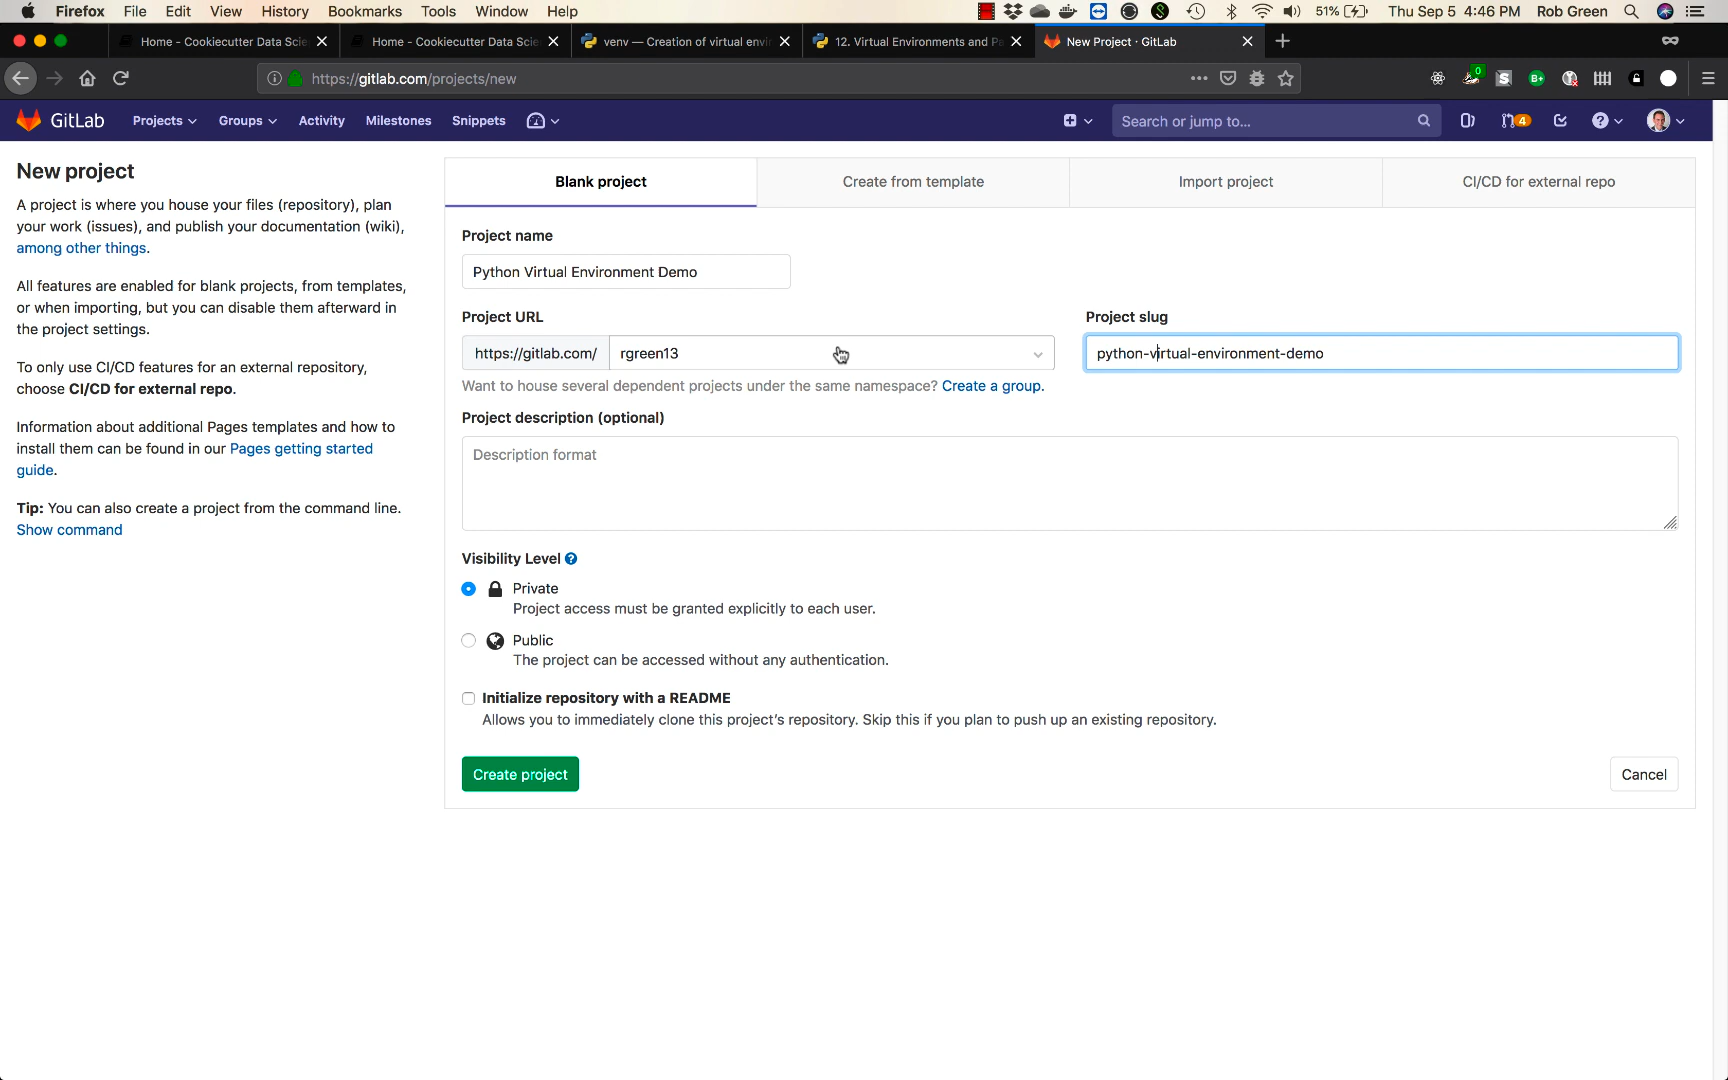 Firefox File Edit View History Bookmarks Tools Window Help 51% Thu Sep 5 4:46 PM Rob Green
Home - Cookiecutter Data Scie Home - Cookiecutter Data Scie venv — Creation of virtual envir 12. Virtual Environments and Pa New Project · GitLab
https://gitlab.com/projects/new 0 S B+
GitLab Projects Groups Activity Milestones Snippets Search or jump to... 4
New project
A project is where you house your files (repository), plan
your work (issues), and publish your documentation (wiki),
among other things.
All features are enabled for blank projects, from templates,
or when importing, but you can disable them afterward in
the project settings.
To only use CI/CD features for an external repository,
choose CI/CD for external repo.
Information about additional Pages templates and how to
install them can be found in our Pages getting started
guide.
Tip: You can also create a project from the command line.
Show command
Blank project Create from template Import project CI/CD for external repo
Project name
Python Virtual Environment Demo
Project URL Project slug
https://gitlab.com/ rgreen13 python-virtual-environment-demo
Want to house several dependent projects under the same namespace? Create a group.
Project description (optional)
Description format
Visibility Level
Private
Project access must be granted explicitly to each user.
Public
The project can be accessed without any authentication.
Initialize repository with a README
Allows you to immediately clone this project's repository. Skip this if you plan to push up an existing repository.
Create project Cancel